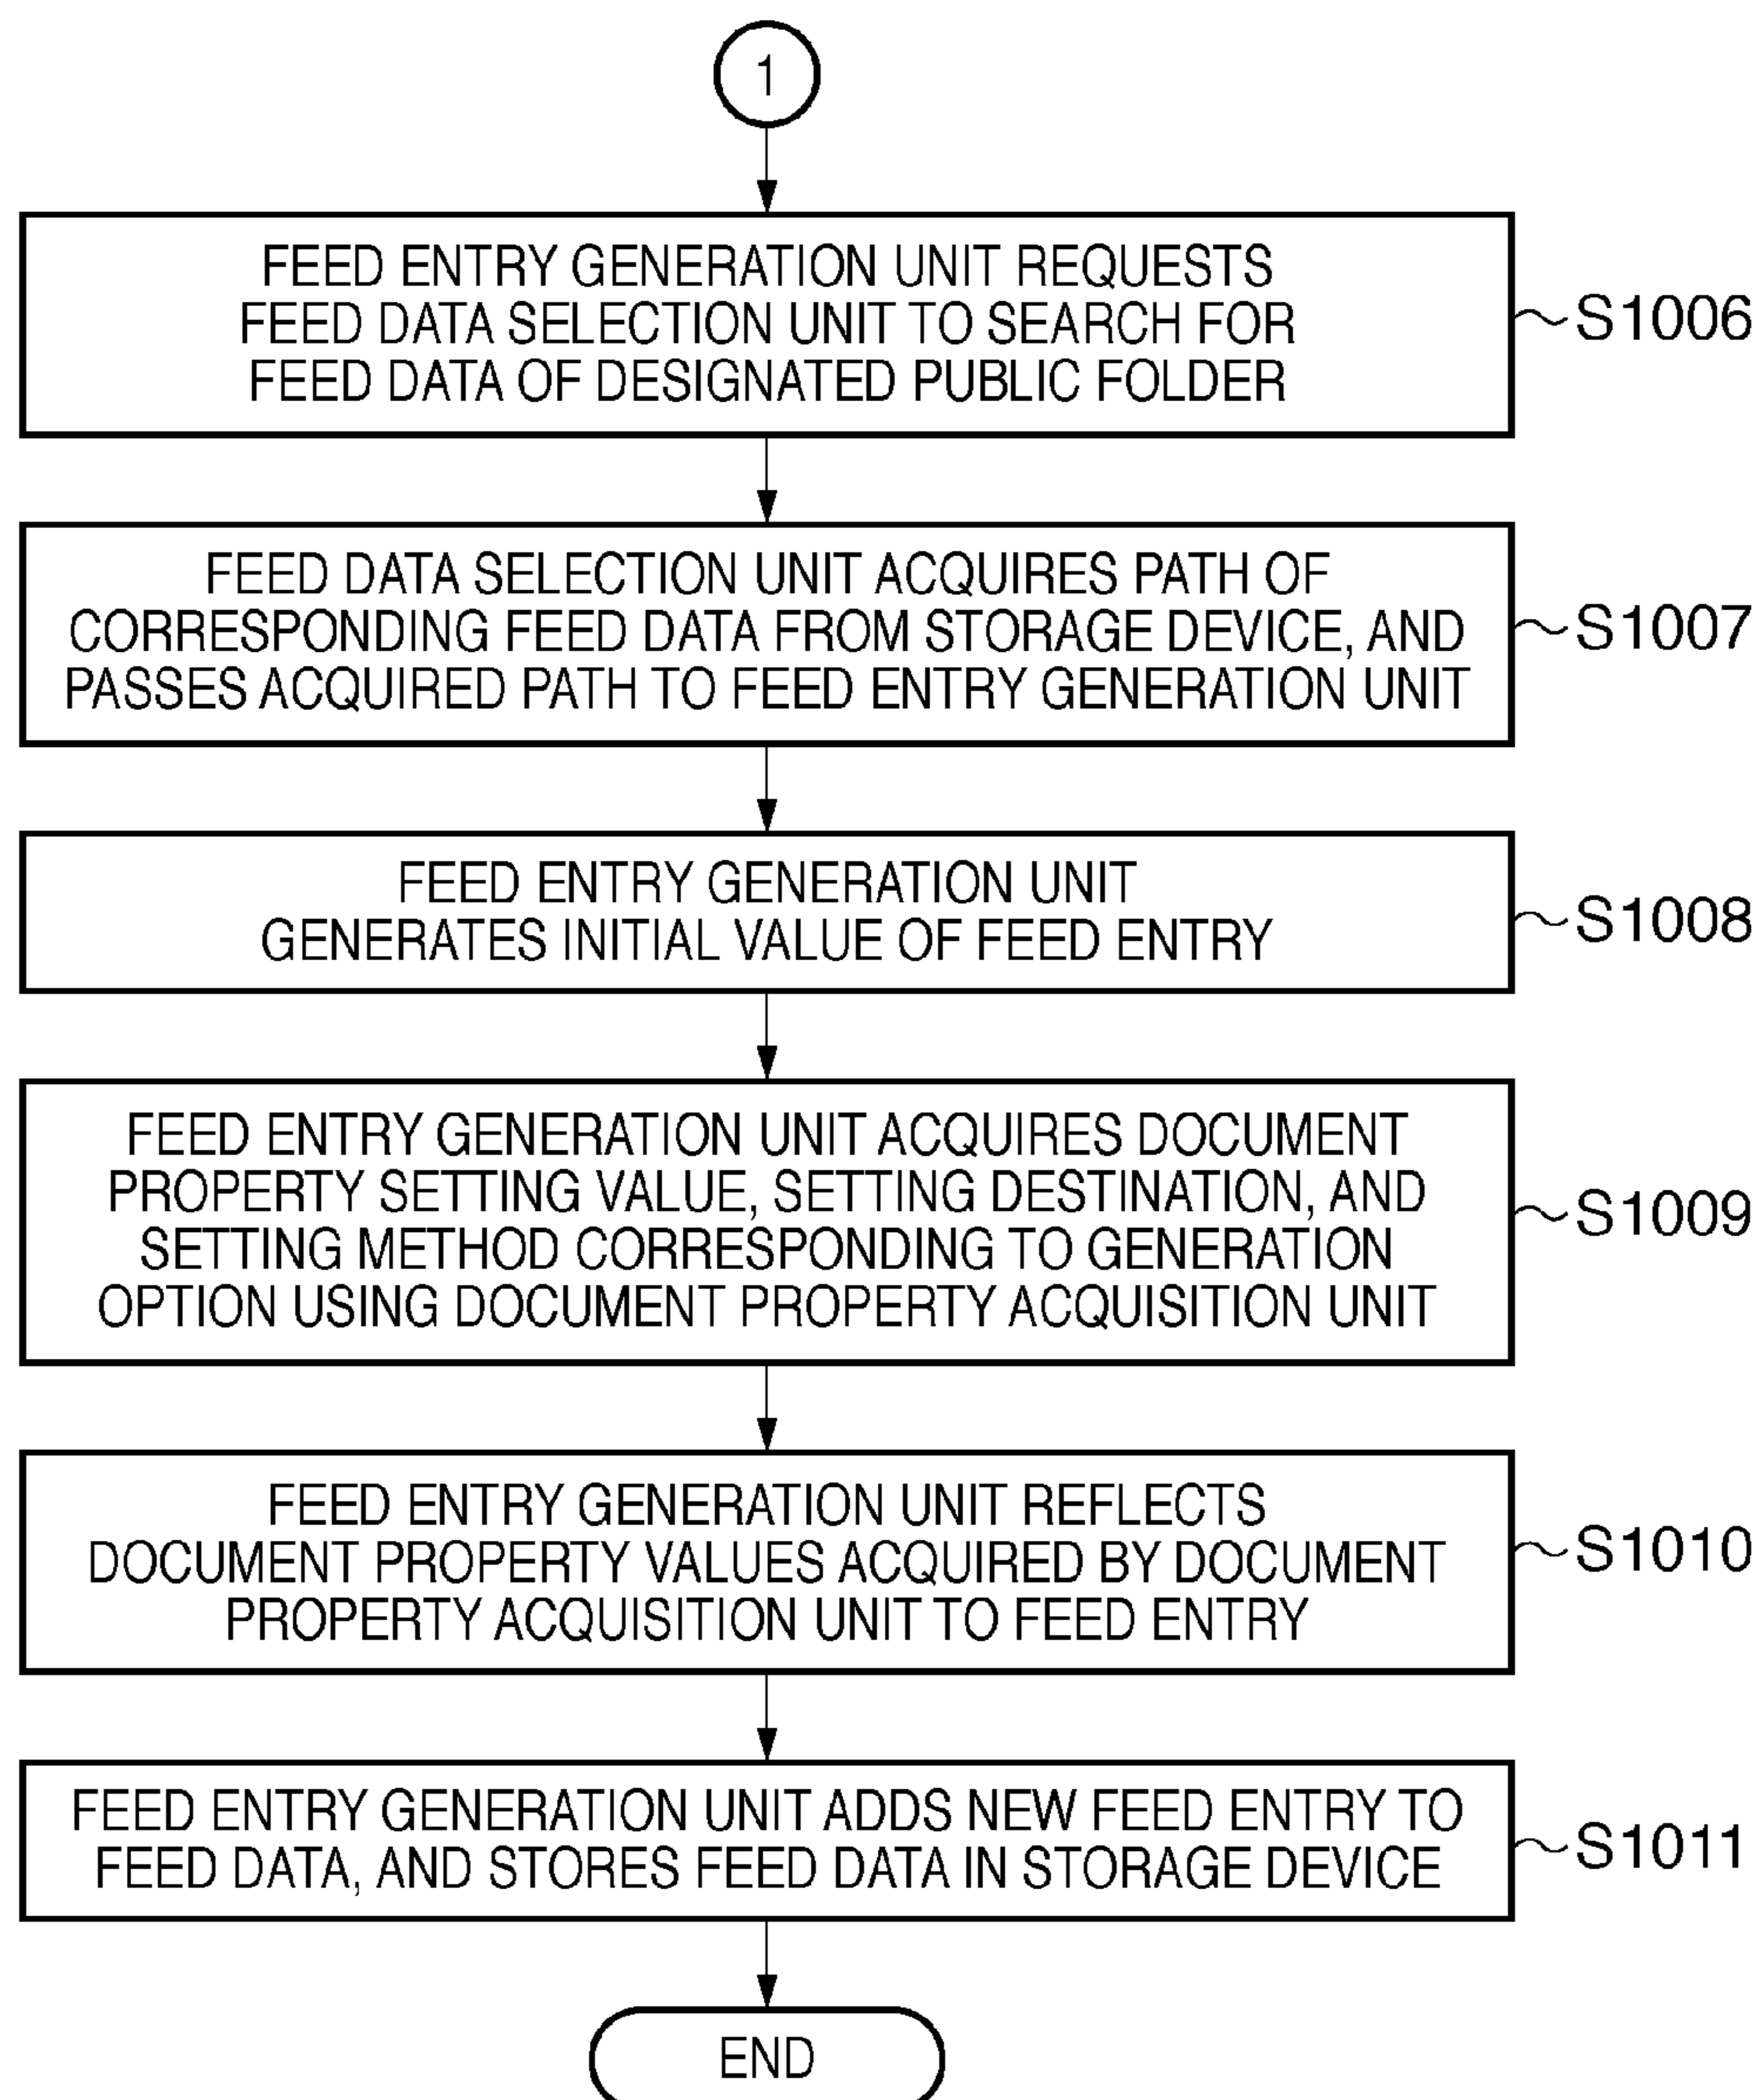 1
FEED ENTRY GENERATION UNIT REQUESTS
FEED DATA SELECTION UNIT TO SEARCH FOR
FEED DATA OF DESIGNATED PUBLIC FOLDER
S1006
FEED DATA SELECTION UNIT ACQUIRES PATH OF
CORRESPONDING FEED DATA FROM STORAGE DEVICE, AND
PASSES ACQUIRED PATH TO FEED ENTRY GENERATION UNIT
S1007
FEED ENTRY GENERATION UNIT
GENERATES INITIAL VALUE OF FEED ENTRY
S1008
FEED ENTRY GENERATION UNIT ACQUIRES DOCUMENT
PROPERTY SETTING VALUE, SETTING DESTINATION, AND
SETTING METHOD CORRESPONDING TO GENERATION
OPTION USING DOCUMENT PROPERTY ACQUISITION UNIT
S1009
FEED ENTRY GENERATION UNIT REFLECTS
DOCUMENT PROPERTY VALUES ACQUIRED BY DOCUMENT
PROPERTY ACQUISITION UNIT TO FEED ENTRY
S1010
FEED ENTRY GENERATION UNIT ADDS NEW FEED ENTRY TO
FEED DATA, AND STORES FEED DATA IN STORAGE DEVICE
S1011
END